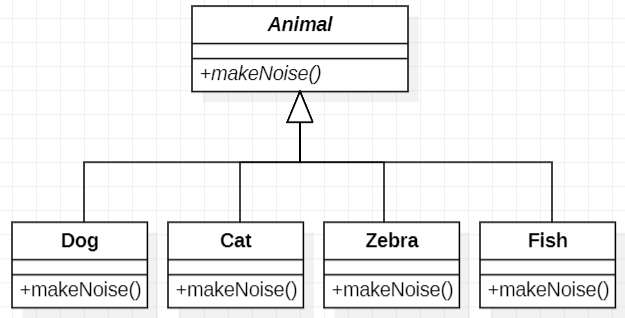 Animal
+makeNoise()
Dog
+makeNoise()
Cat
+makeNoise()
Zebra
+makeNoise()
Fish
+makeNoise()